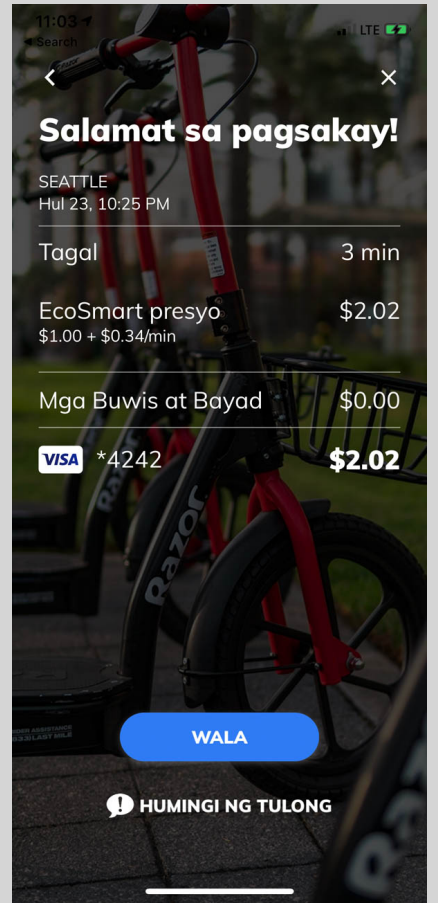 11:03
LTE
Search
Salamat sa pagsakay!
SEATTLE
Hul 23, 10:25 PM
Tagal 3 min
EcoSmart presyo $2.02
$1.00 + $0.34/min
Mga Buwis at Bayad $0.00
VISA *4242 $2.02
Razor
WALA
HUMINGI NG TULONG